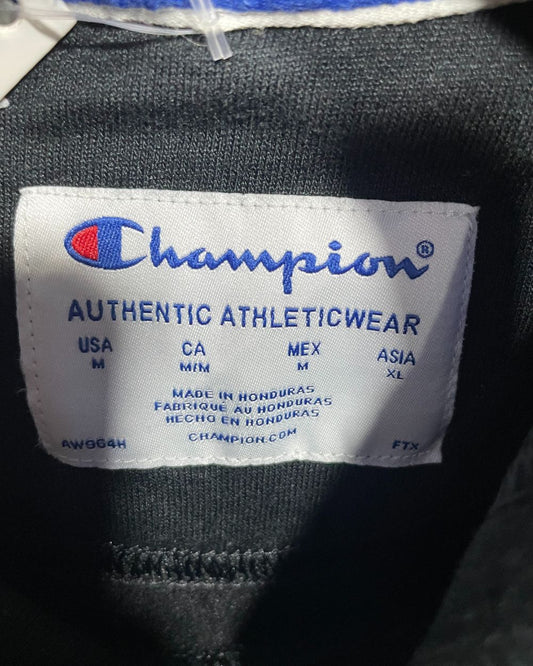 Champion®
AUTHENTIC ATHLETICWEAR
USA CA MEX ASIA
M M/M M XL
MADE IN HONDURAS
FABRIQUÉ AU HONDURAS
HECHO EN HONDURAS
CHAMPION.COM
AW964H FTX